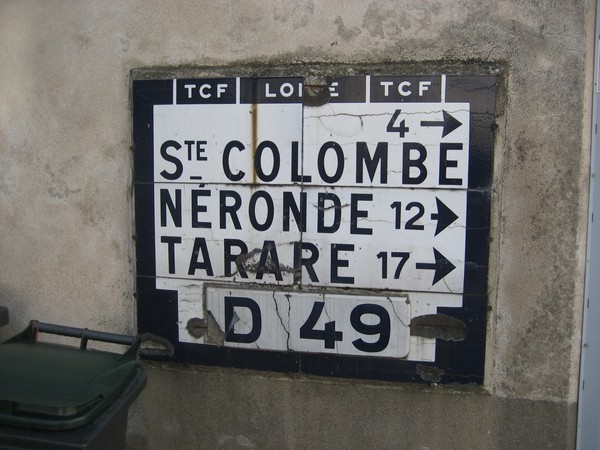 TCF LOIRE TCF
4
STE COLOMBE
NÉRONDE 12
TARARE 17
D 49